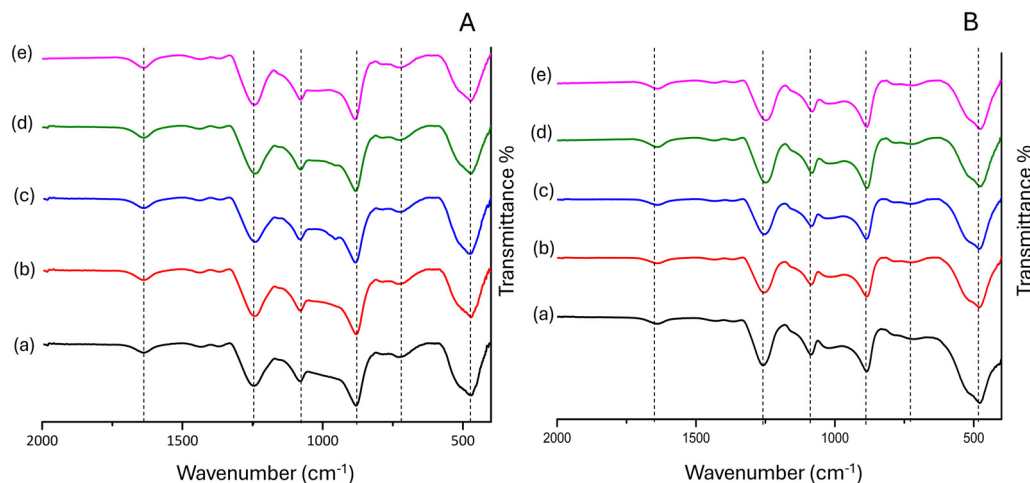 A
(e)
(d)
(c)
(b)
(a)
Transmittance %
2000
1500
1000
500
Wavenumber (cm⁻¹)
B
(e)
(d)
(c)
(b)
(a)
Transmittance %
2000
1500
1000
500
Wavenumber (cm⁻¹)